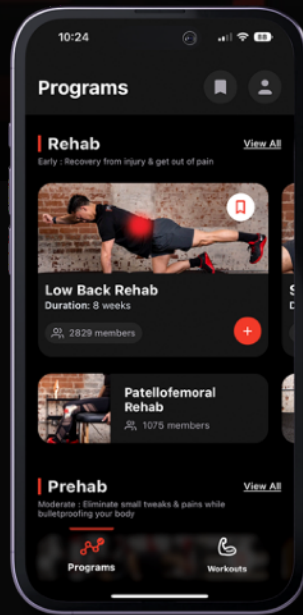 10:24
88
Programs
Rehab
View All
Early : Recovery from injury & get out of pain
Low Back Rehab
Duration: 8 weeks
2829 members
Patellofemoral
Rehab
1075 members
Prehab
View All
Moderate : Eliminate small tweaks & pains while
bulletproofing your body
Programs
Workouts